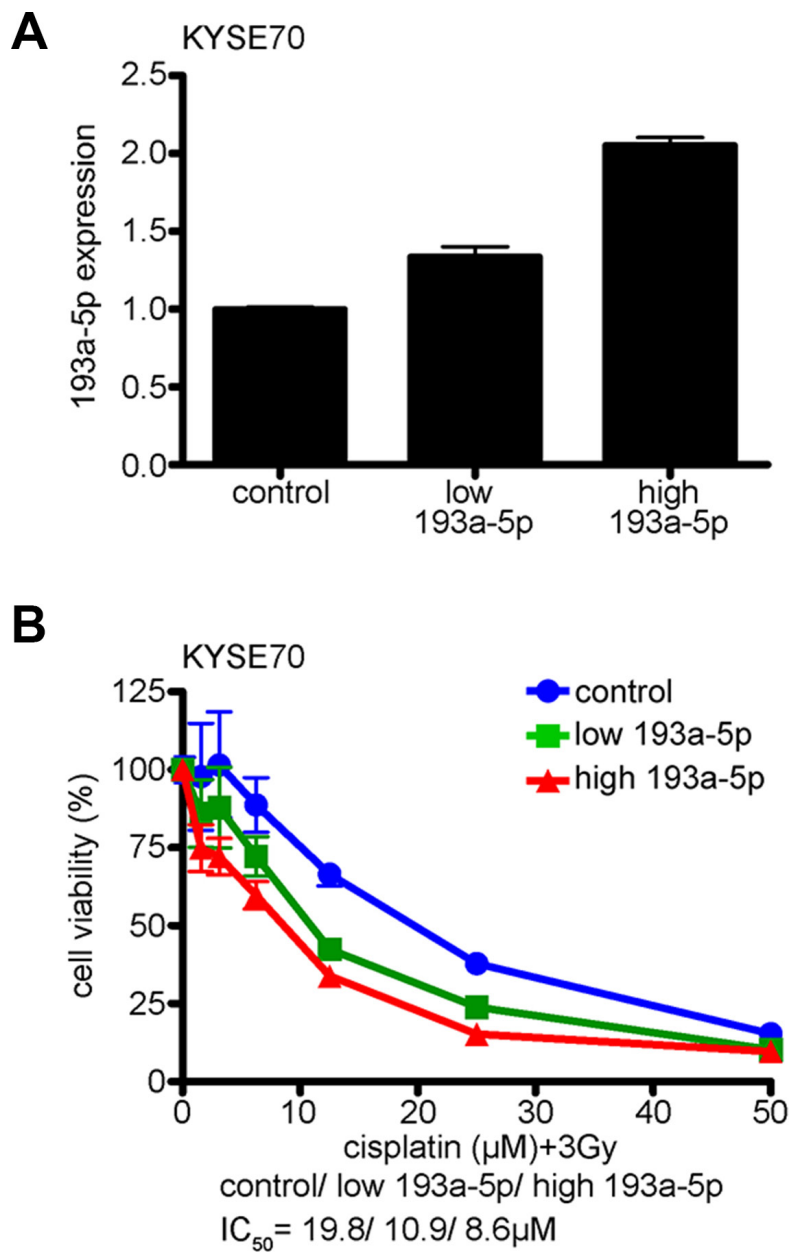 A
KYSE70
193a-5p expression
2.5
2.0
1.5
1.0
0.5
0.0
control
low
193a-5p
high
193a-5p
B
KYSE70
cell viability (%)
125
100
75
50
25
0
control
low 193a-5p
high 193a-5p
0 10 20 30 40 50
cisplatin (µM)+3Gy
control/ low 193a-5p/ high 193a-5p
IC50= 19.8/ 10.9/ 8.6µM